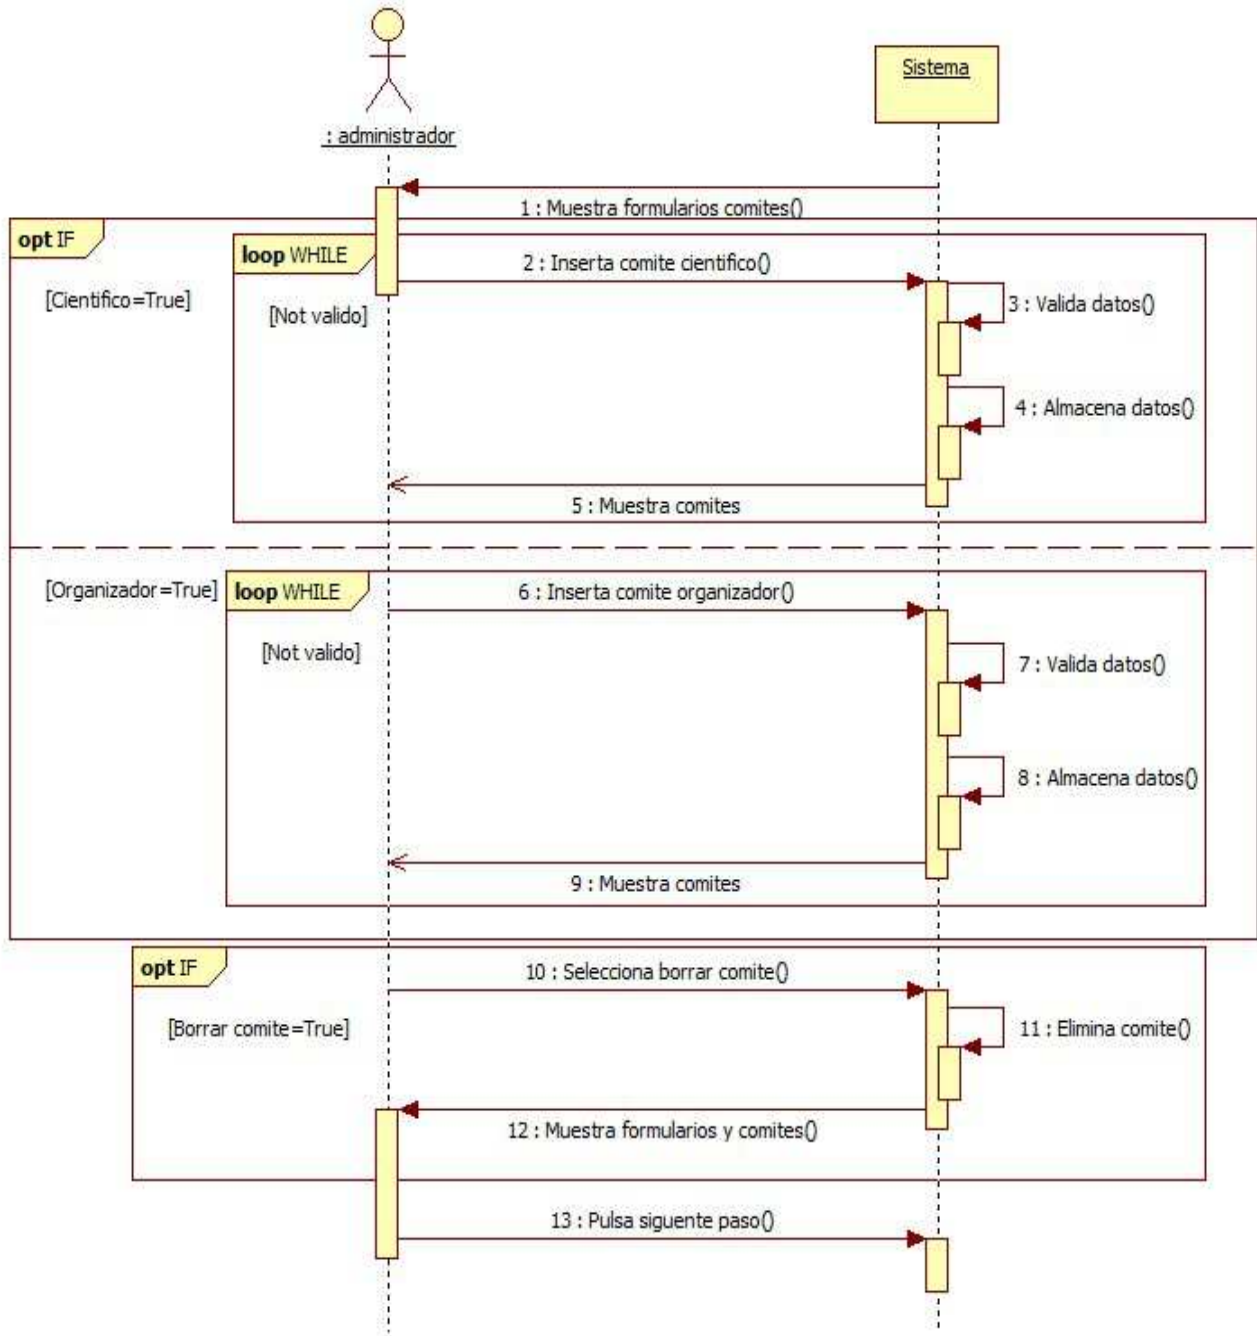 Sistema
: administrador
1 : Muestra formularios comites()
opt IF
loop WHILE
2 : Inserta comite cientifico()
[Cientifico=True]
[Not valido]
3 : Valida datos()
4 : Almacena datos()
5 : Muestra comites
[Organizador=True]
loop WHILE
6 : Inserta comite organizador()
[Not valido]
7 : Valida datos()
8 : Almacena datos()
9 : Muestra comites
opt IF
10 : Selecciona borrar comite()
[Borrar comite=True]
11 : Elimina comite()
12 : Muestra formularios y comites()
13 : Pulsa siguente paso()